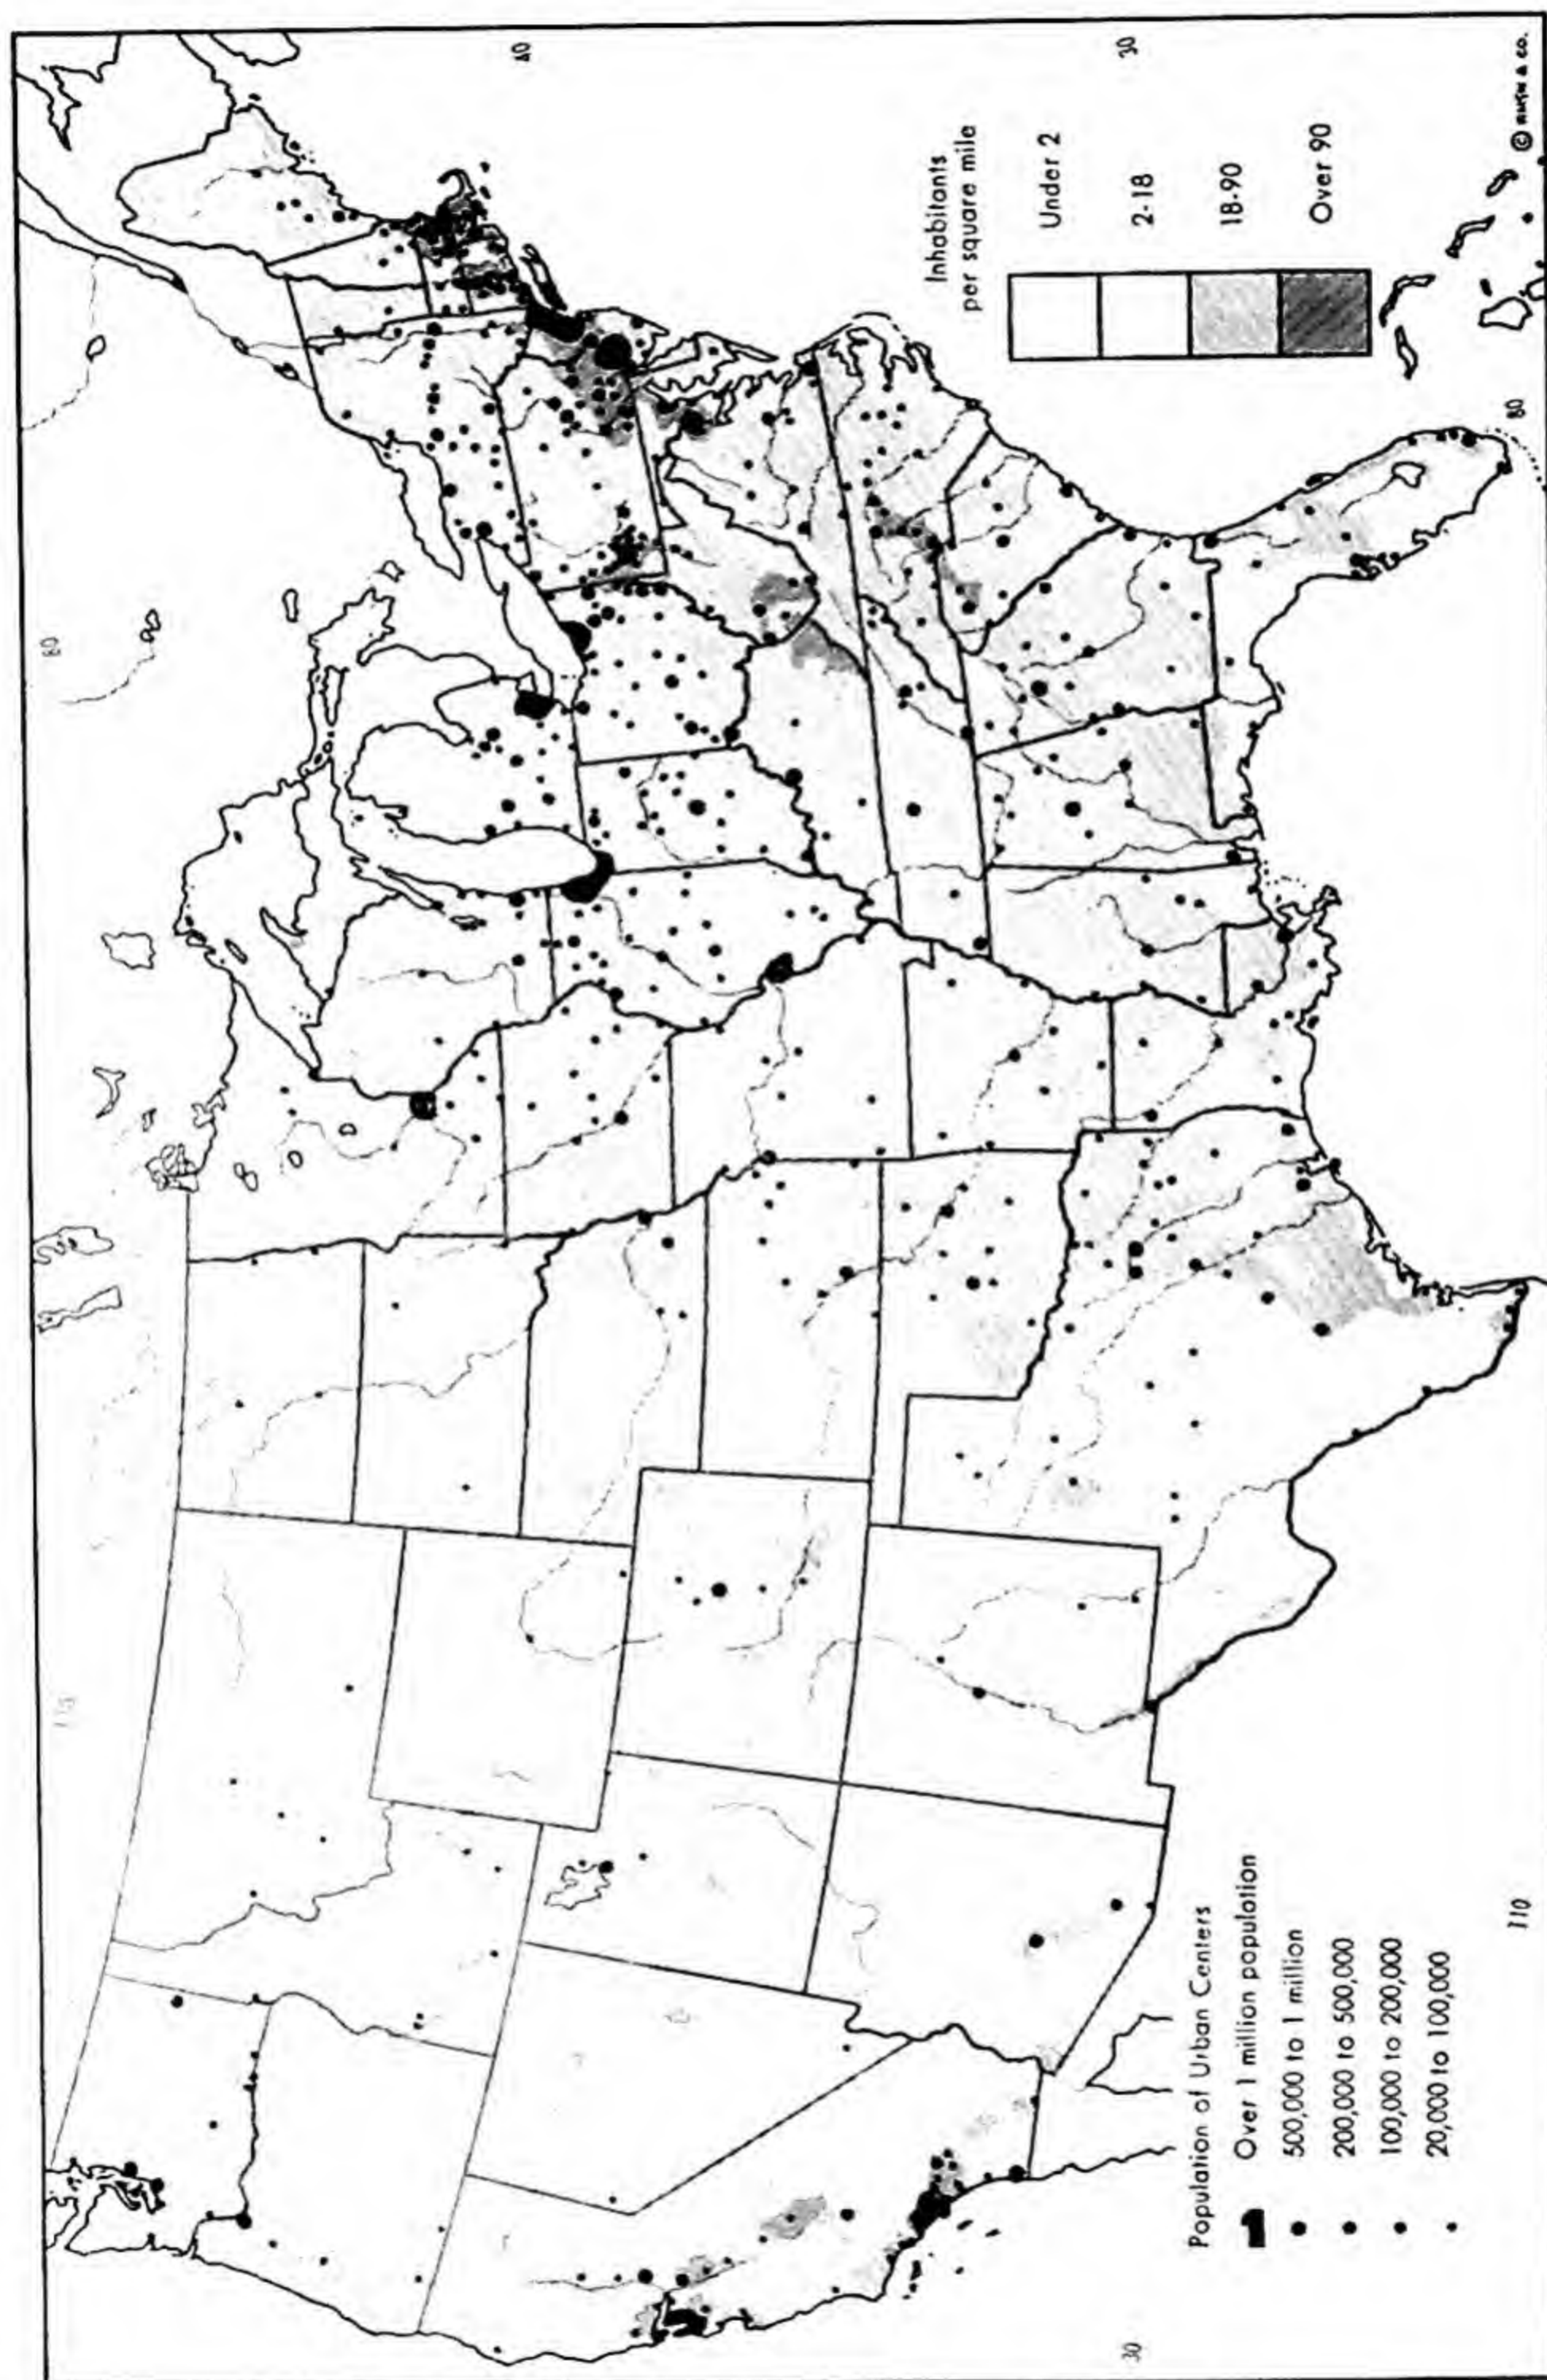 80
40
30
Inhabitants
per square mile
Under 2
2-18
18-90
Over 90
80
Population of Urban Centers
Over 1 million population
500,000 to 1 million
200,000 to 500,000
100,000 to 200,000
20,000 to 100,000
30
110